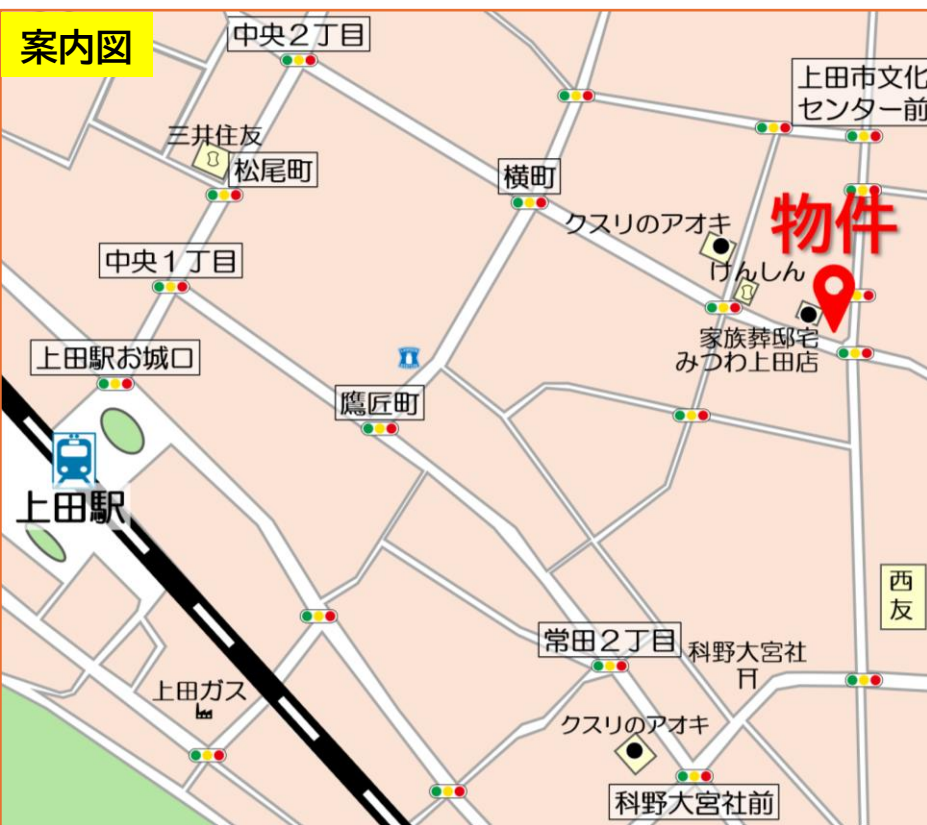 案内図
中央2丁目
上田市文化
センター前
三井住友
松尾町
横町
クスリのアオキ
物件
中央1丁目
けんしん
家族葬邸宅
みつわ上田店
上田駅お城口
鷹匠町
上田駅
西
友
常田2丁目
科野大宮社
上田ガス
クスリのアオキ
科野大宮社前